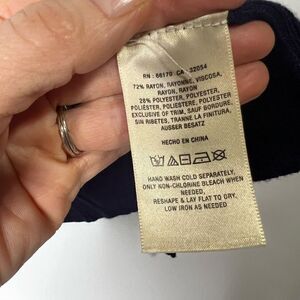 RN: 66170 CA: 32054
72% RAYON, RAYONNE, VISCOSA,
RAYON, RAYON
28% POLYESTER, POLYESTER,
POLIÉSTER, POLIESTERE, POLYESTER
EXCLUSIVE OF TRIM, SAUF BORDURE,
SIN RIBETES, TRANNE LA FINITURA,
AUSSER BESATZ
HECHO EN CHINA
HAND WASH COLD SEPARATELY,
ONLY NON-CHLORINE BLEACH WHEN
NEEDED,
RESHAPE & LAY FLAT TO DRY,
LOW IRON AS NEEDED